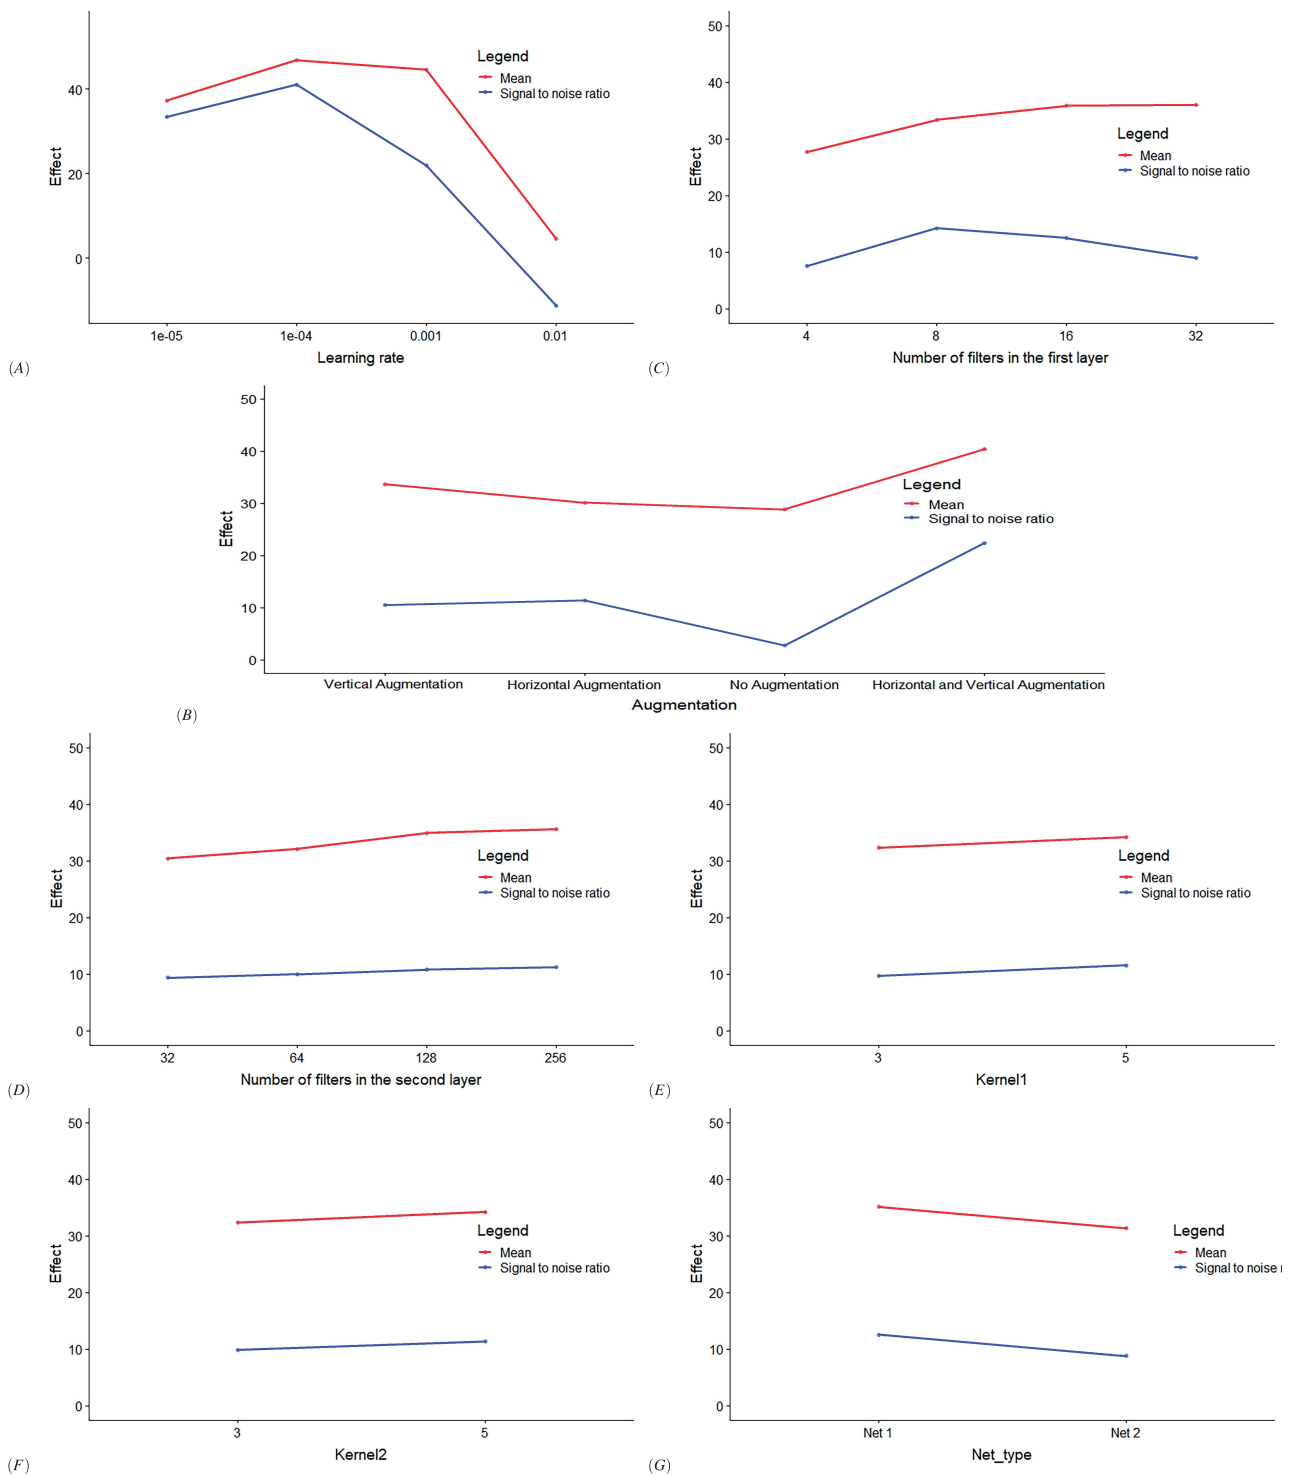 Legend
Mean
Signal to noise ratio
40
20
0
Effect
1e-05 1e-04 0.001 0.01
Learning rate
(A)
50
40
30
20
10
0
Effect
Legend
Mean
Signal to noise ratio
4 8 16 32
Number of filters in the first layer
(C)
50
40
30
20
10
0
Effect
Legend
Mean
Signal to noise ratio
Vertical Augmentation Horizontal Augmentation No Augmentation Horizontal and Vertical Augmentation
Augmentation
(B)
50
40
30
20
10
0
Effect
Legend
Mean
Signal to noise ratio
32 64 128 256
Number of filters in the second layer
(D)
50
40
30
20
10
0
Effect
Legend
Mean
Signal to noise ratio
3 5
Kernel1
(E)
50
40
30
20
10
0
Effect
Legend
Mean
Signal to noise ratio
3 5
Kernel2
(F)
50
40
30
20
10
0
Effect
Legend
Mean
Signal to noise
Net 1 Net 2
Net_type
(G)